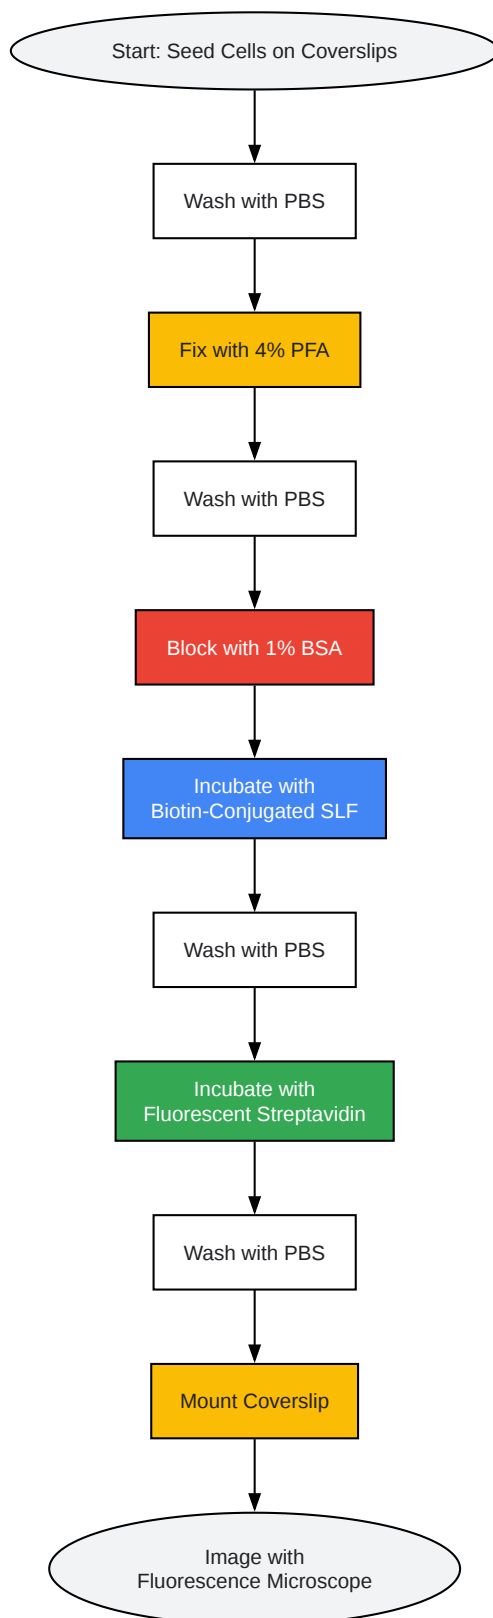 Start: Seed Cells on Coverslips
Wash with PBS
Fix with 4% PFA
Wash with PBS
Block with 1% BSA
Incubate with
Biotin-Conjugated SLF
Wash with PBS
Incubate with
Fluorescent Streptavidin
Wash with PBS
Mount Coverslip
Image with
Fluorescence Microscope